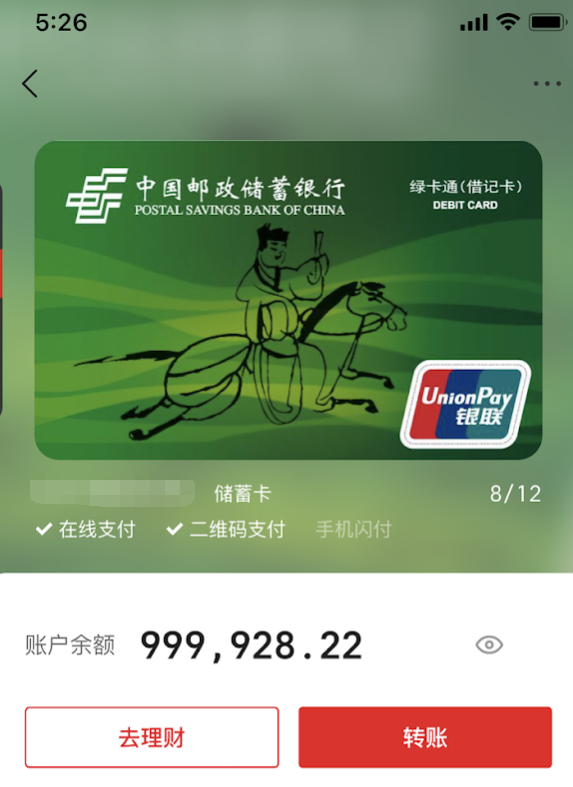 5:26
中国邮政储蓄银行
POSTAL SAVINGS BANK OF CHINA
绿卡通(借记卡)
DEBIT CARD
UnionPay
银联
储蓄卡
8/12
在线支付 二维码支付 手机闪付
账户余额 999,928.22
去理财 转账